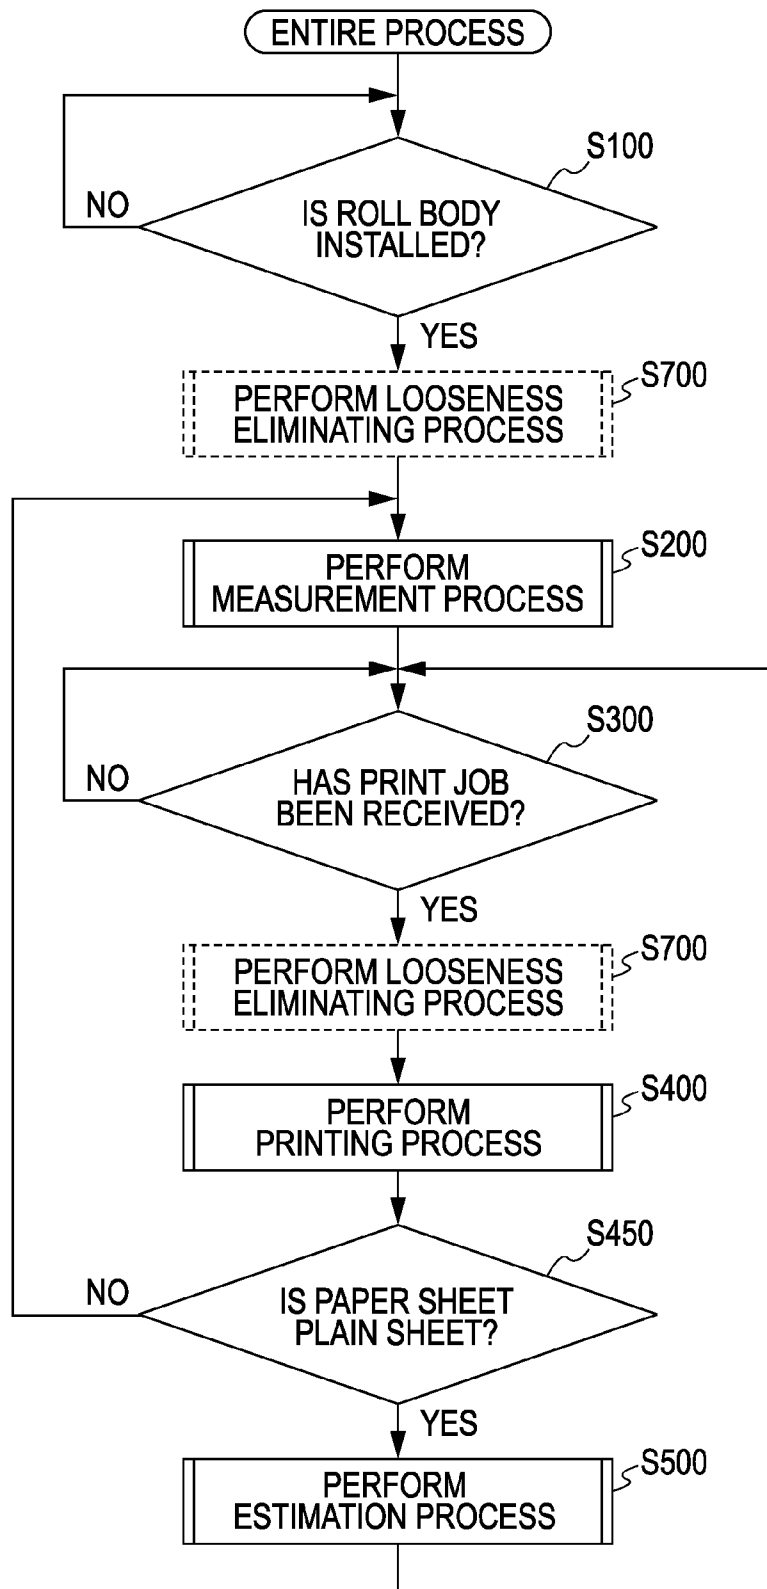 ENTIRE PROCESS
S100
NO
IS ROLL BODY
INSTALLED?
YES
S700
PERFORM LOOSENESS
ELIMINATING PROCESS
S200
PERFORM
MEASUREMENT PROCESS
S300
NO
HAS PRINT JOB
BEEN RECEIVED?
YES
S700
PERFORM LOOSENESS
ELIMINATING PROCESS
S400
PERFORM
PRINTING PROCESS
S450
NO
IS PAPER SHEET
PLAIN SHEET?
YES
S500
PERFORM
ESTIMATION PROCESS